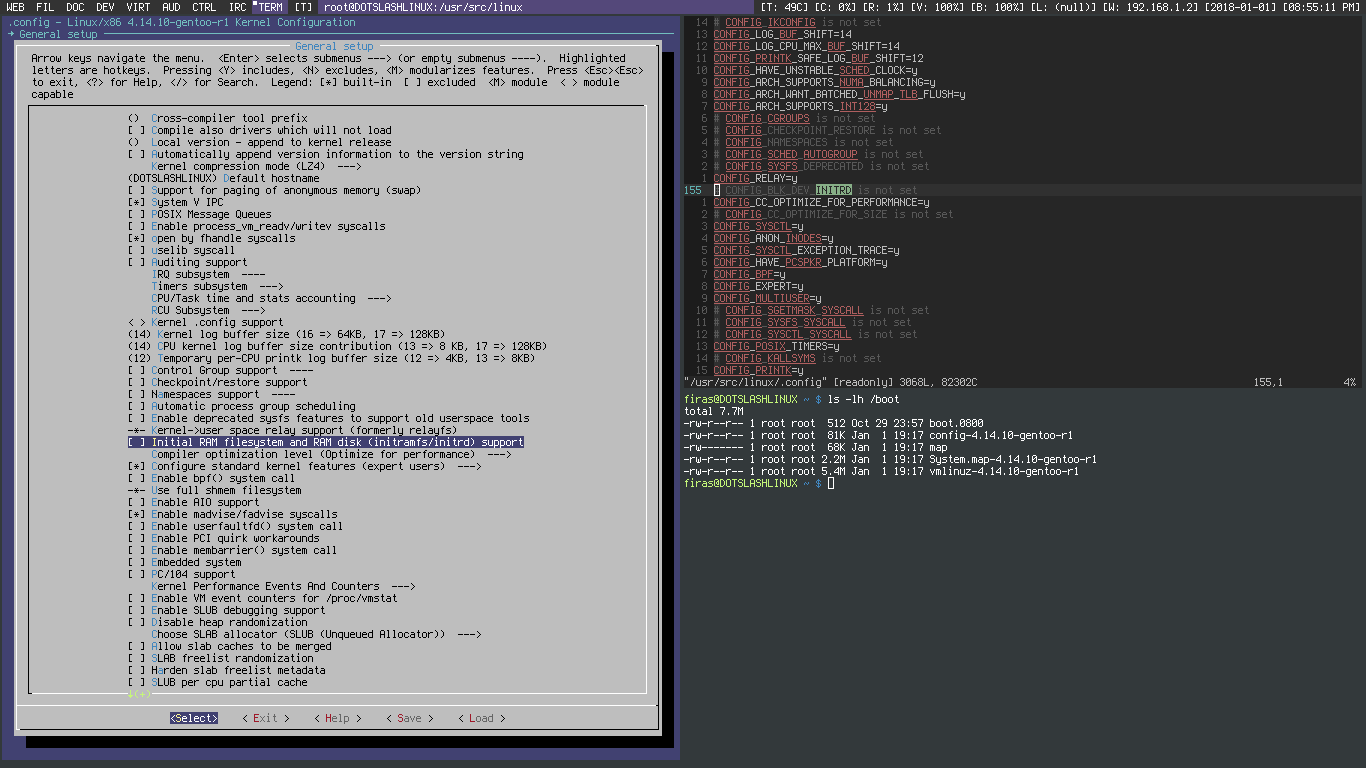 WEB FIL DOC DEV VIRT AUD CTRL IRC TERM [T] root@DOTSLASHLINUX:/usr/src/linux [T: 49C] [C: 0%] [R: 1%] [V: 100%] [B: 100%] [L: (null)] [W: 192.168.1.2] [2018-01-01] [08:55:11 PM]
.config - Linux/x86 4.14.10-gentoo-r1 Kernel Configuration
→ General setup
General setup
Arrow keys navigate the menu. <Enter> selects submenus ---> (or empty submenus ----). Highlighted
letters are hotkeys. Pressing <Y> includes, <N> excludes, <M> modularizes features. Press <Esc><Esc>
to exit, <?> for Help, </> for Search. Legend: [*] built-in [ ] excluded <M> module < > module
capable
() Cross-compiler tool prefix
[ ] Compile also drivers which will not load
() Local version - append to kernel release
[ ] Automatically append version information to the version string
Kernel compression mode (LZ4) --->
(DOTSLASHLINUX) Default hostname
[ ] Support for paging of anonymous memory (swap)
[*] System V IPC
[ ] POSIX Message Queues
[ ] Enable process_vm_readv/writev syscalls
[*] open by fhandle syscalls
[ ] uselib syscall
[ ] Auditing support
IRQ subsystem ----
Timers subsystem --->
CPU/Task time and stats accounting --->
RCU Subsystem --->
< > Kernel .config support
(14) Kernel log buffer size (16 => 64KB, 17 => 128KB)
(14) CPU kernel log buffer size contribution (13 => 8 KB, 17 => 128KB)
(12) Temporary per-CPU printk log buffer size (12 => 4KB, 13 => 8KB)
[ ] Control Group support ----
[ ] Checkpoint/restore support
[ ] Namespaces support ----
[ ] Automatic process group scheduling
[ ] Enable deprecated sysfs features to support old userspace tools
-*- Kernel->user space relay support (formerly relayfs)
[ ] Initial RAM filesystem and RAM disk (initramfs/initrd) support
Compiler optimization level (Optimize for performance) --->
[*] Configure standard kernel features (expert users) --->
[ ] Enable bpf() system call
-*- Use full shmem filesystem
[ ] Enable AIO support
[*] Enable madvise/fadvise syscalls
[ ] Enable userfaultfd() system call
[ ] Enable PCI quirk workarounds
[ ] Enable membarrier() system call
[ ] Embedded system
[ ] PC/104 support
Kernel Performance Events And Counters --->
[ ] Enable VM event counters for /proc/vmstat
[ ] Enable SLUB debugging support
[ ] Disable heap randomization
Choose SLAB allocator (SLUB (Unqueued Allocator)) --->
[ ] Allow slab caches to be merged
[ ] SLAB freelist randomization
[ ] Harden slab freelist metadata
[ ] SLUB per cpu partial cache
↓(+)
<Select> < Exit > < Help > < Save > < Load >
14 # CONFIG_IKCONFIG is not set
13 CONFIG_LOG_BUF_SHIFT=14
12 CONFIG_LOG_CPU_MAX_BUF_SHIFT=14
11 CONFIG_PRINTK_SAFE_LOG_BUF_SHIFT=12
10 CONFIG_HAVE_UNSTABLE_SCHED_CLOCK=y
9 CONFIG_ARCH_SUPPORTS_NUMA_BALANCING=y
8 CONFIG_ARCH_WANT_BATCHED_UNMAP_TLB_FLUSH=y
7 CONFIG_ARCH_SUPPORTS_INT128=y
6 # CONFIG_CGROUPS is not set
5 # CONFIG_CHECKPOINT_RESTORE is not set
4 # CONFIG_NAMESPACES is not set
3 # CONFIG_SCHED_AUTOGROUP is not set
2 # CONFIG_SYSFS_DEPRECATED is not set
1 CONFIG_RELAY=y
155 # CONFIG_BLK_DEV_INITRD is not set
1 CONFIG_CC_OPTIMIZE_FOR_PERFORMANCE=y
2 # CONFIG_CC_OPTIMIZE_FOR_SIZE is not set
3 CONFIG_SYSCTL=y
4 CONFIG_ANON_INODES=y
5 CONFIG_SYSCTL_EXCEPTION_TRACE=y
6 CONFIG_HAVE_PCSPKR_PLATFORM=y
7 CONFIG_BPF=y
8 CONFIG_EXPERT=y
9 CONFIG_MULTIUSER=y
10 # CONFIG_SGETMASK_SYSCALL is not set
11 # CONFIG_SYSFS_SYSCALL is not set
12 # CONFIG_SYSCTL_SYSCALL is not set
13 CONFIG_POSIX_TIMERS=y
14 # CONFIG_KALLSYMS is not set
15 CONFIG_PRINTK=y
"/usr/src/linux/.config" [readonly] 3068L, 82302C 155,1 4%
firas@DOTSLASHLINUX ~ $ ls -lh /boot
total 7.7M
-rw-r--r-- 1 root root 512 Oct 29 23:57 boot.0800
-rw-r--r-- 1 root root 81K Jan 1 19:17 config-4.14.10-gentoo-r1
-rw------- 1 root root 68K Jan 1 19:17 map
-rw-r--r-- 1 root root 2.2M Jan 1 19:17 System.map-4.14.10-gentoo-r1
-rw-r--r-- 1 root root 5.4M Jan 1 19:17 vmlinuz-4.14.10-gentoo-r1
firas@DOTSLASHLINUX ~ $